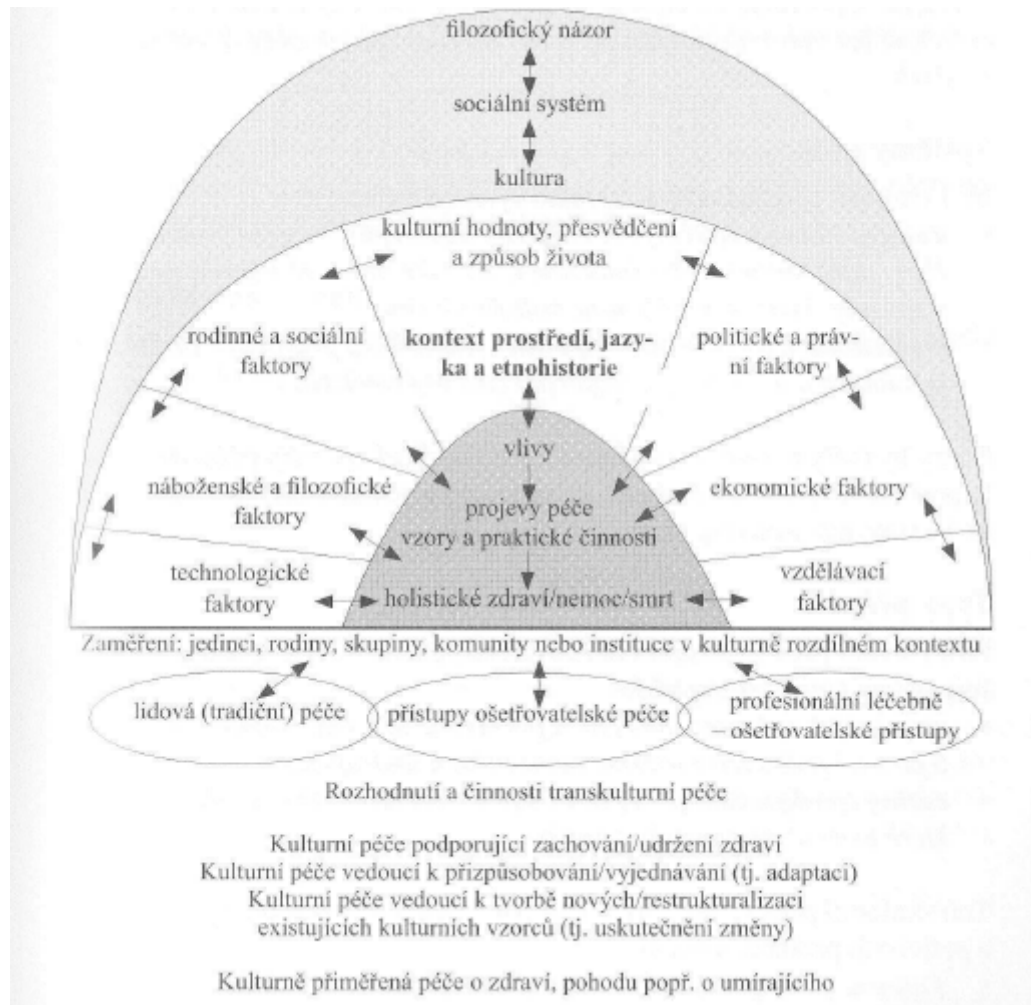 filozofický názor
sociální systém
kultura
kulturní hodnoty, přesvědčení
a způsob života
rodinné a sociální
faktory
kontext prostředí, jazy-
ka a etnohistorie
politické a práv-
ní faktory
vlivy
náboženské a filozofické
faktory
projevy péče
vzory a praktické činnosti
ekonomické faktory
technologické
faktory
holistické zdraví/nemoc/smrt
vzdělávací
faktory
Zaměření: jedinci, rodiny, skupiny, komunity nebo instituce v kulturně rozdílném kontextu
lidová (tradiční) péče
přístupy ošetřovatelské péče
profesionální léčebně
– ošetřovatelské přístupy
Rozhodnutí a činnosti transkulturní péče
Kulturní péče podporující zachování/udržení zdraví
Kulturní péče vedoucí k přizpůsobování/vyjednávání (tj. adaptaci)
Kulturní péče vedoucí k tvorbě nových/restrukturalizaci
existujících kulturních vzorců (tj. uskutečnění změny)
Kulturně přiměřená péče o zdraví, pohodu popř. o umírajícího